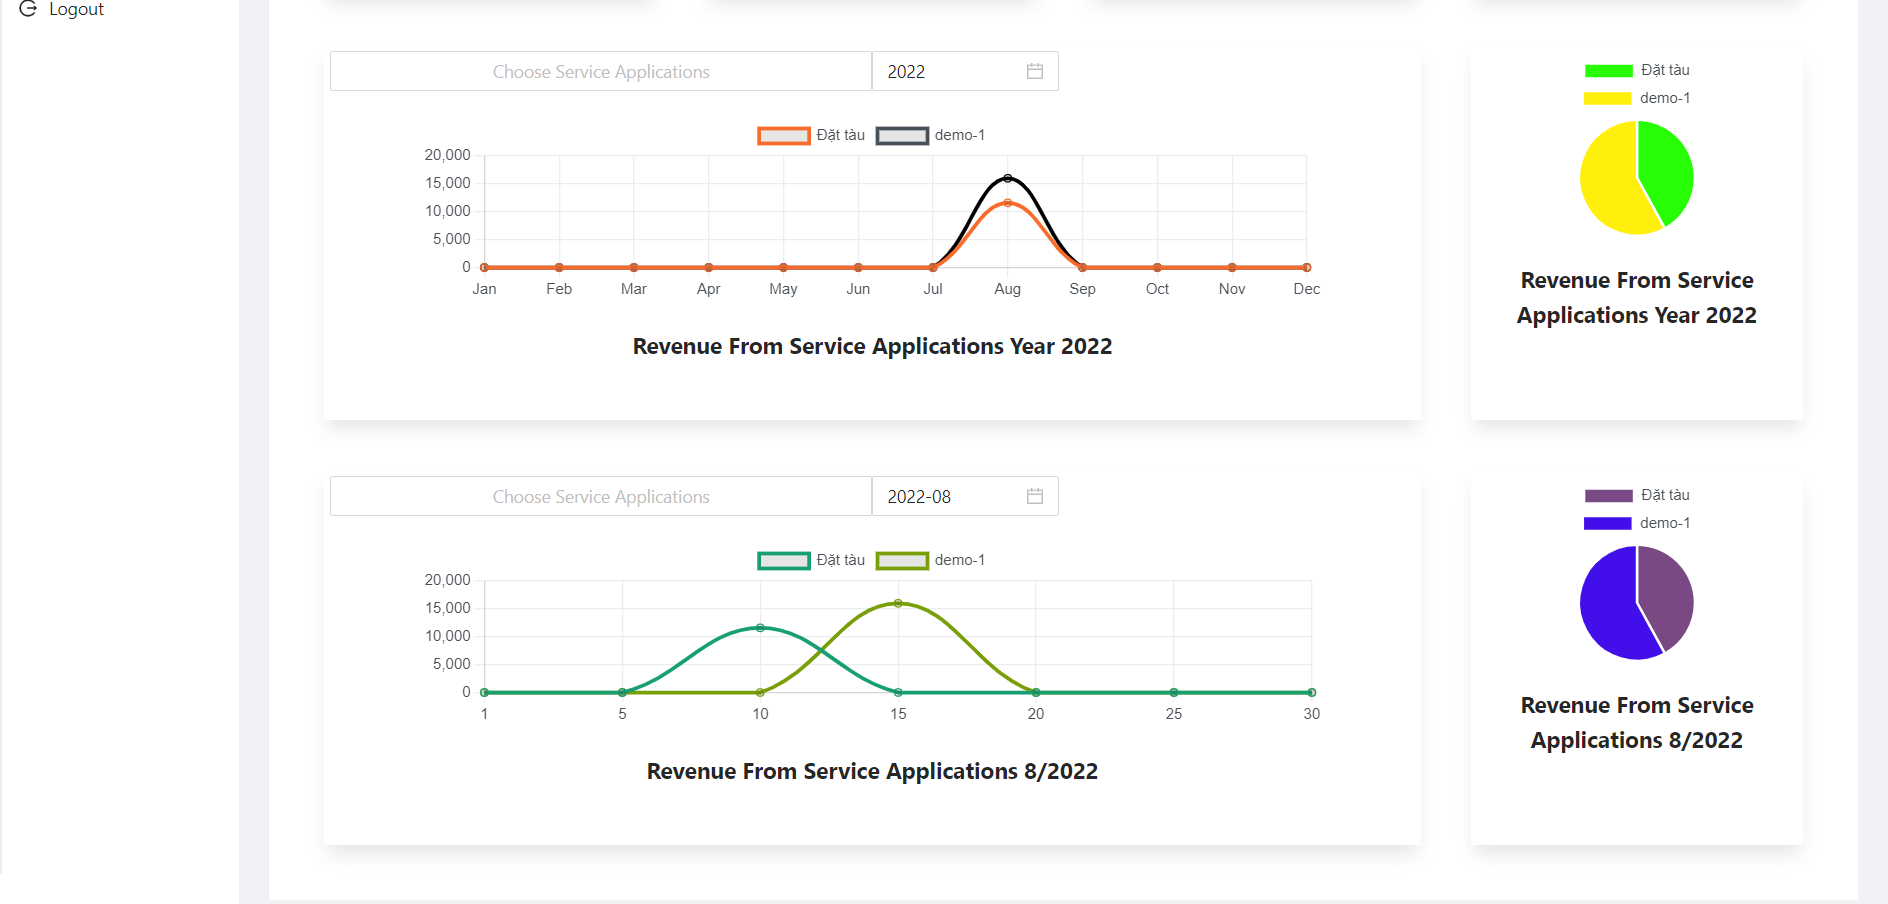 Logout
Choose Service Applications 2022
Đặt tàu demo-1
20,000
15,000
10,000
5,000
0
Jan Feb Mar Apr May Jun Jul Aug Sep Oct Nov Dec
Revenue From Service Applications Year 2022
Đặt tàu
demo-1
Revenue From Service
Applications Year 2022
Choose Service Applications 2022-08
Đặt tàu demo-1
20,000
15,000
10,000
5,000
0
1 5 10 15 20 25 30
Revenue From Service Applications 8/2022
Đặt tàu
demo-1
Revenue From Service
Applications 8/2022